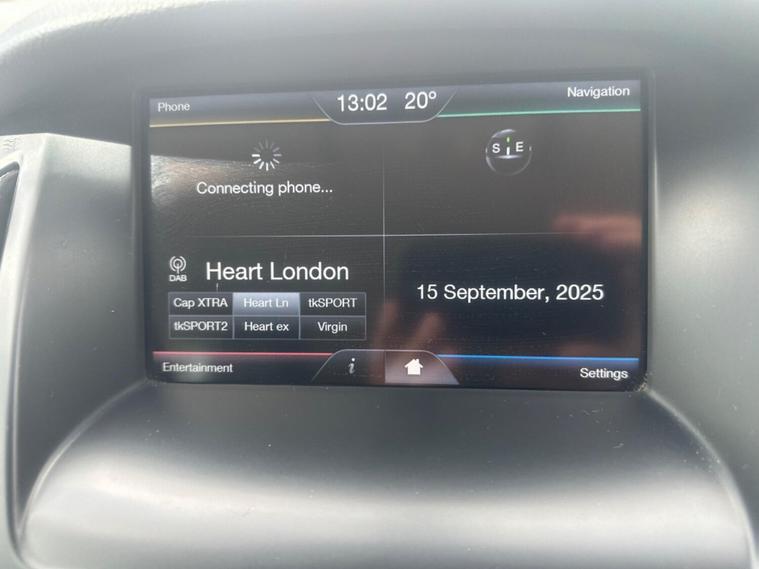 Phone
13:02 20°
Navigation
Connecting phone...
S E
DAB
Heart London
Cap XTRA Heart Ln tkSPORT
tkSPORT2 Heart ex Virgin
15 September, 2025
Entertainment
i
Settings